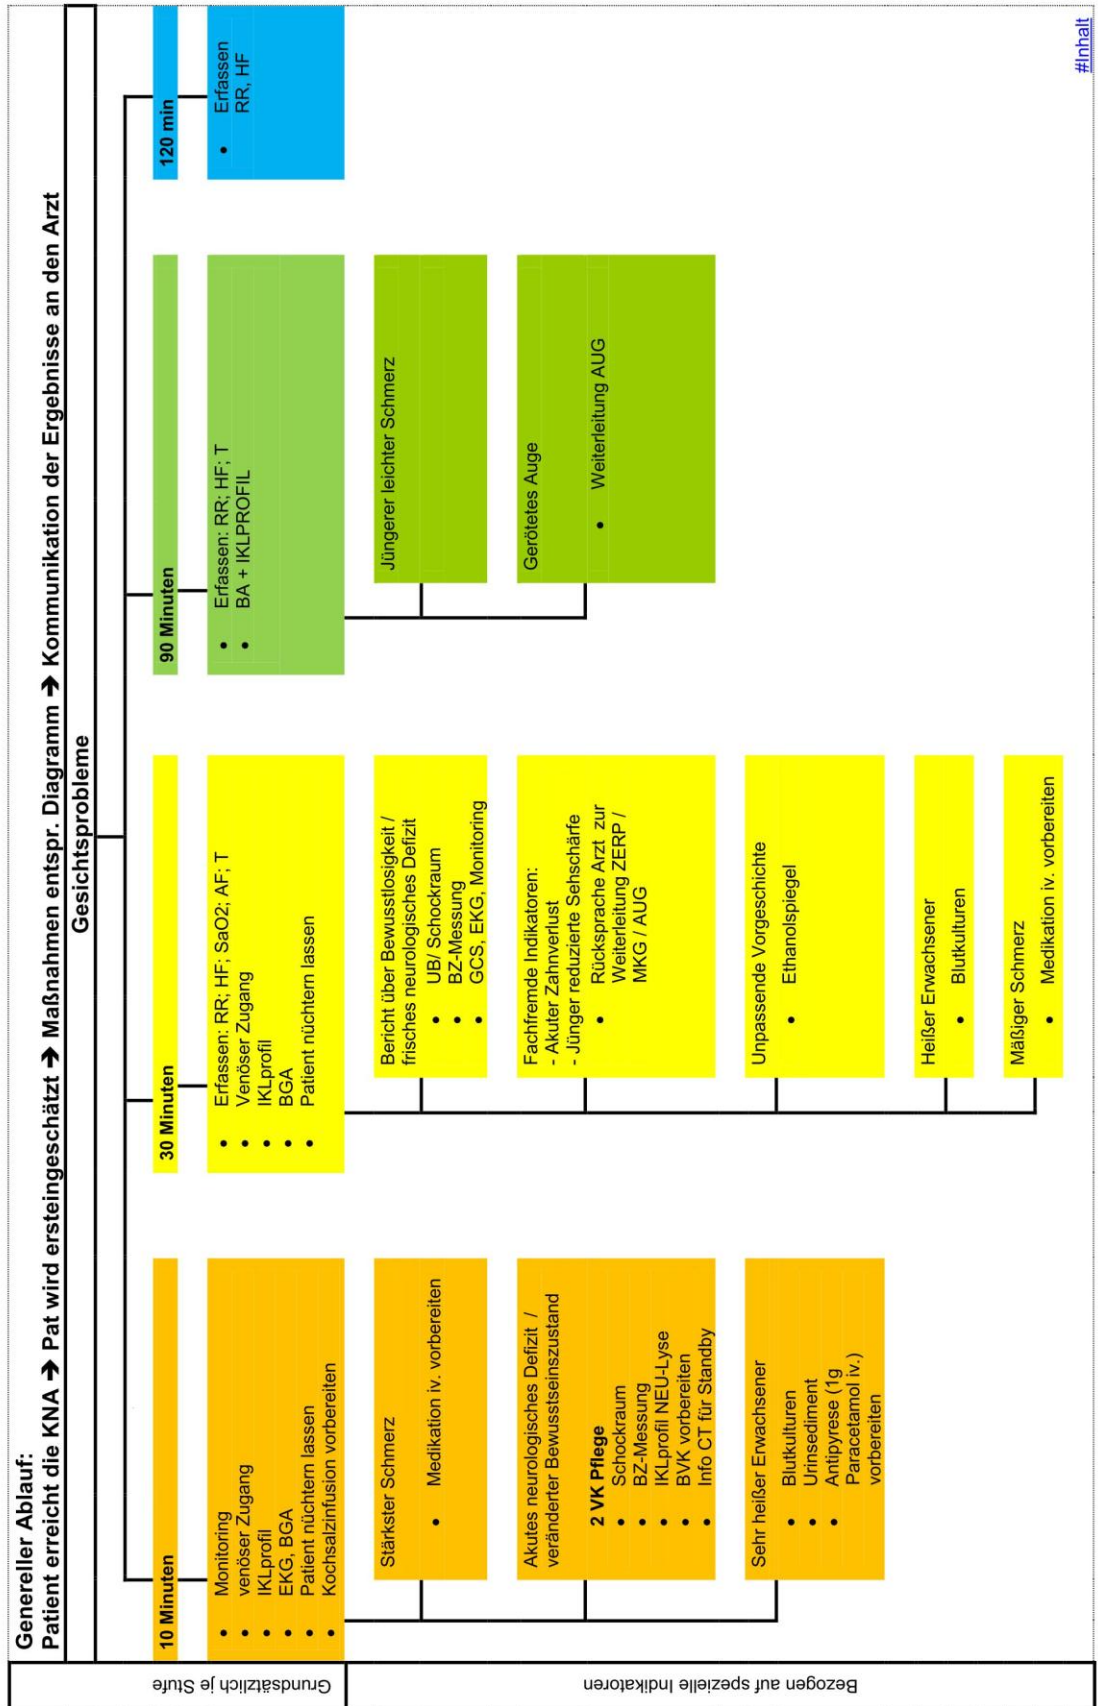 Genereller Ablauf:
Patient erreicht die KNA ➔ Pat wird ersteingeschätzt ➔ Maßnahmen entspr. Diagramm ➔ Kommunikation der Ergebnisse an den Arzt
Gesichtsprobleme
Grundsätzlich je Stufe
10 Minuten
• Monitoring
• venöser Zugang
• IKLprofil
• EKG, BGA
• Patient nüchtern lassen
• Kochsalzinfusion vorbereiten
30 Minuten
• Erfassen: RR; HF; SaO2; AF; T
• Venöser Zugang
• IKLprofil
• BGA
• Patient nüchtern lassen
90 Minuten
• Erfassen: RR; HF; T
• BA + IKLPROFIL
120 min
• Erfassen
RR, HF
Bezogen auf spezielle Indikatoren
Stärkster Schmerz
• Medikation iv. vorbereiten
Akutes neurologisches Defizit /
veränderter Bewusstseinszustand
2 VK Pflege
• Schockraum
• BZ-Messung
• IKLprofil NEU-Lyse
• BVK vorbereiten
• Info CT für Standby
Sehr heißer Erwachsener
• Blutkulturen
• Urinsediment
• Antipyrese (1g
Paracetamol iv.)
vorbereiten
Bericht über Bewusstlosigkeit /
frisches neurologisches Defizit
• UB/ Schockraum
• BZ-Messung
• GCS, EKG, Monitoring
Fachfremde Indikatoren:
- Akuter Zahnverlust
- Jünger reduzierte Sehschärfe
• Rücksprache Arzt zur
Weiterleitung ZERP /
MKG / AUG
Unpassende Vorgeschichte
• Ethanolspiegel
Heißer Erwachsener
• Blutkulturen
Mäßiger Schmerz
• Medikation iv. vorbereiten
Jüngerer leichter Schmerz
Gerötetes Auge
• Weiterleitung AUG
#Inhalt